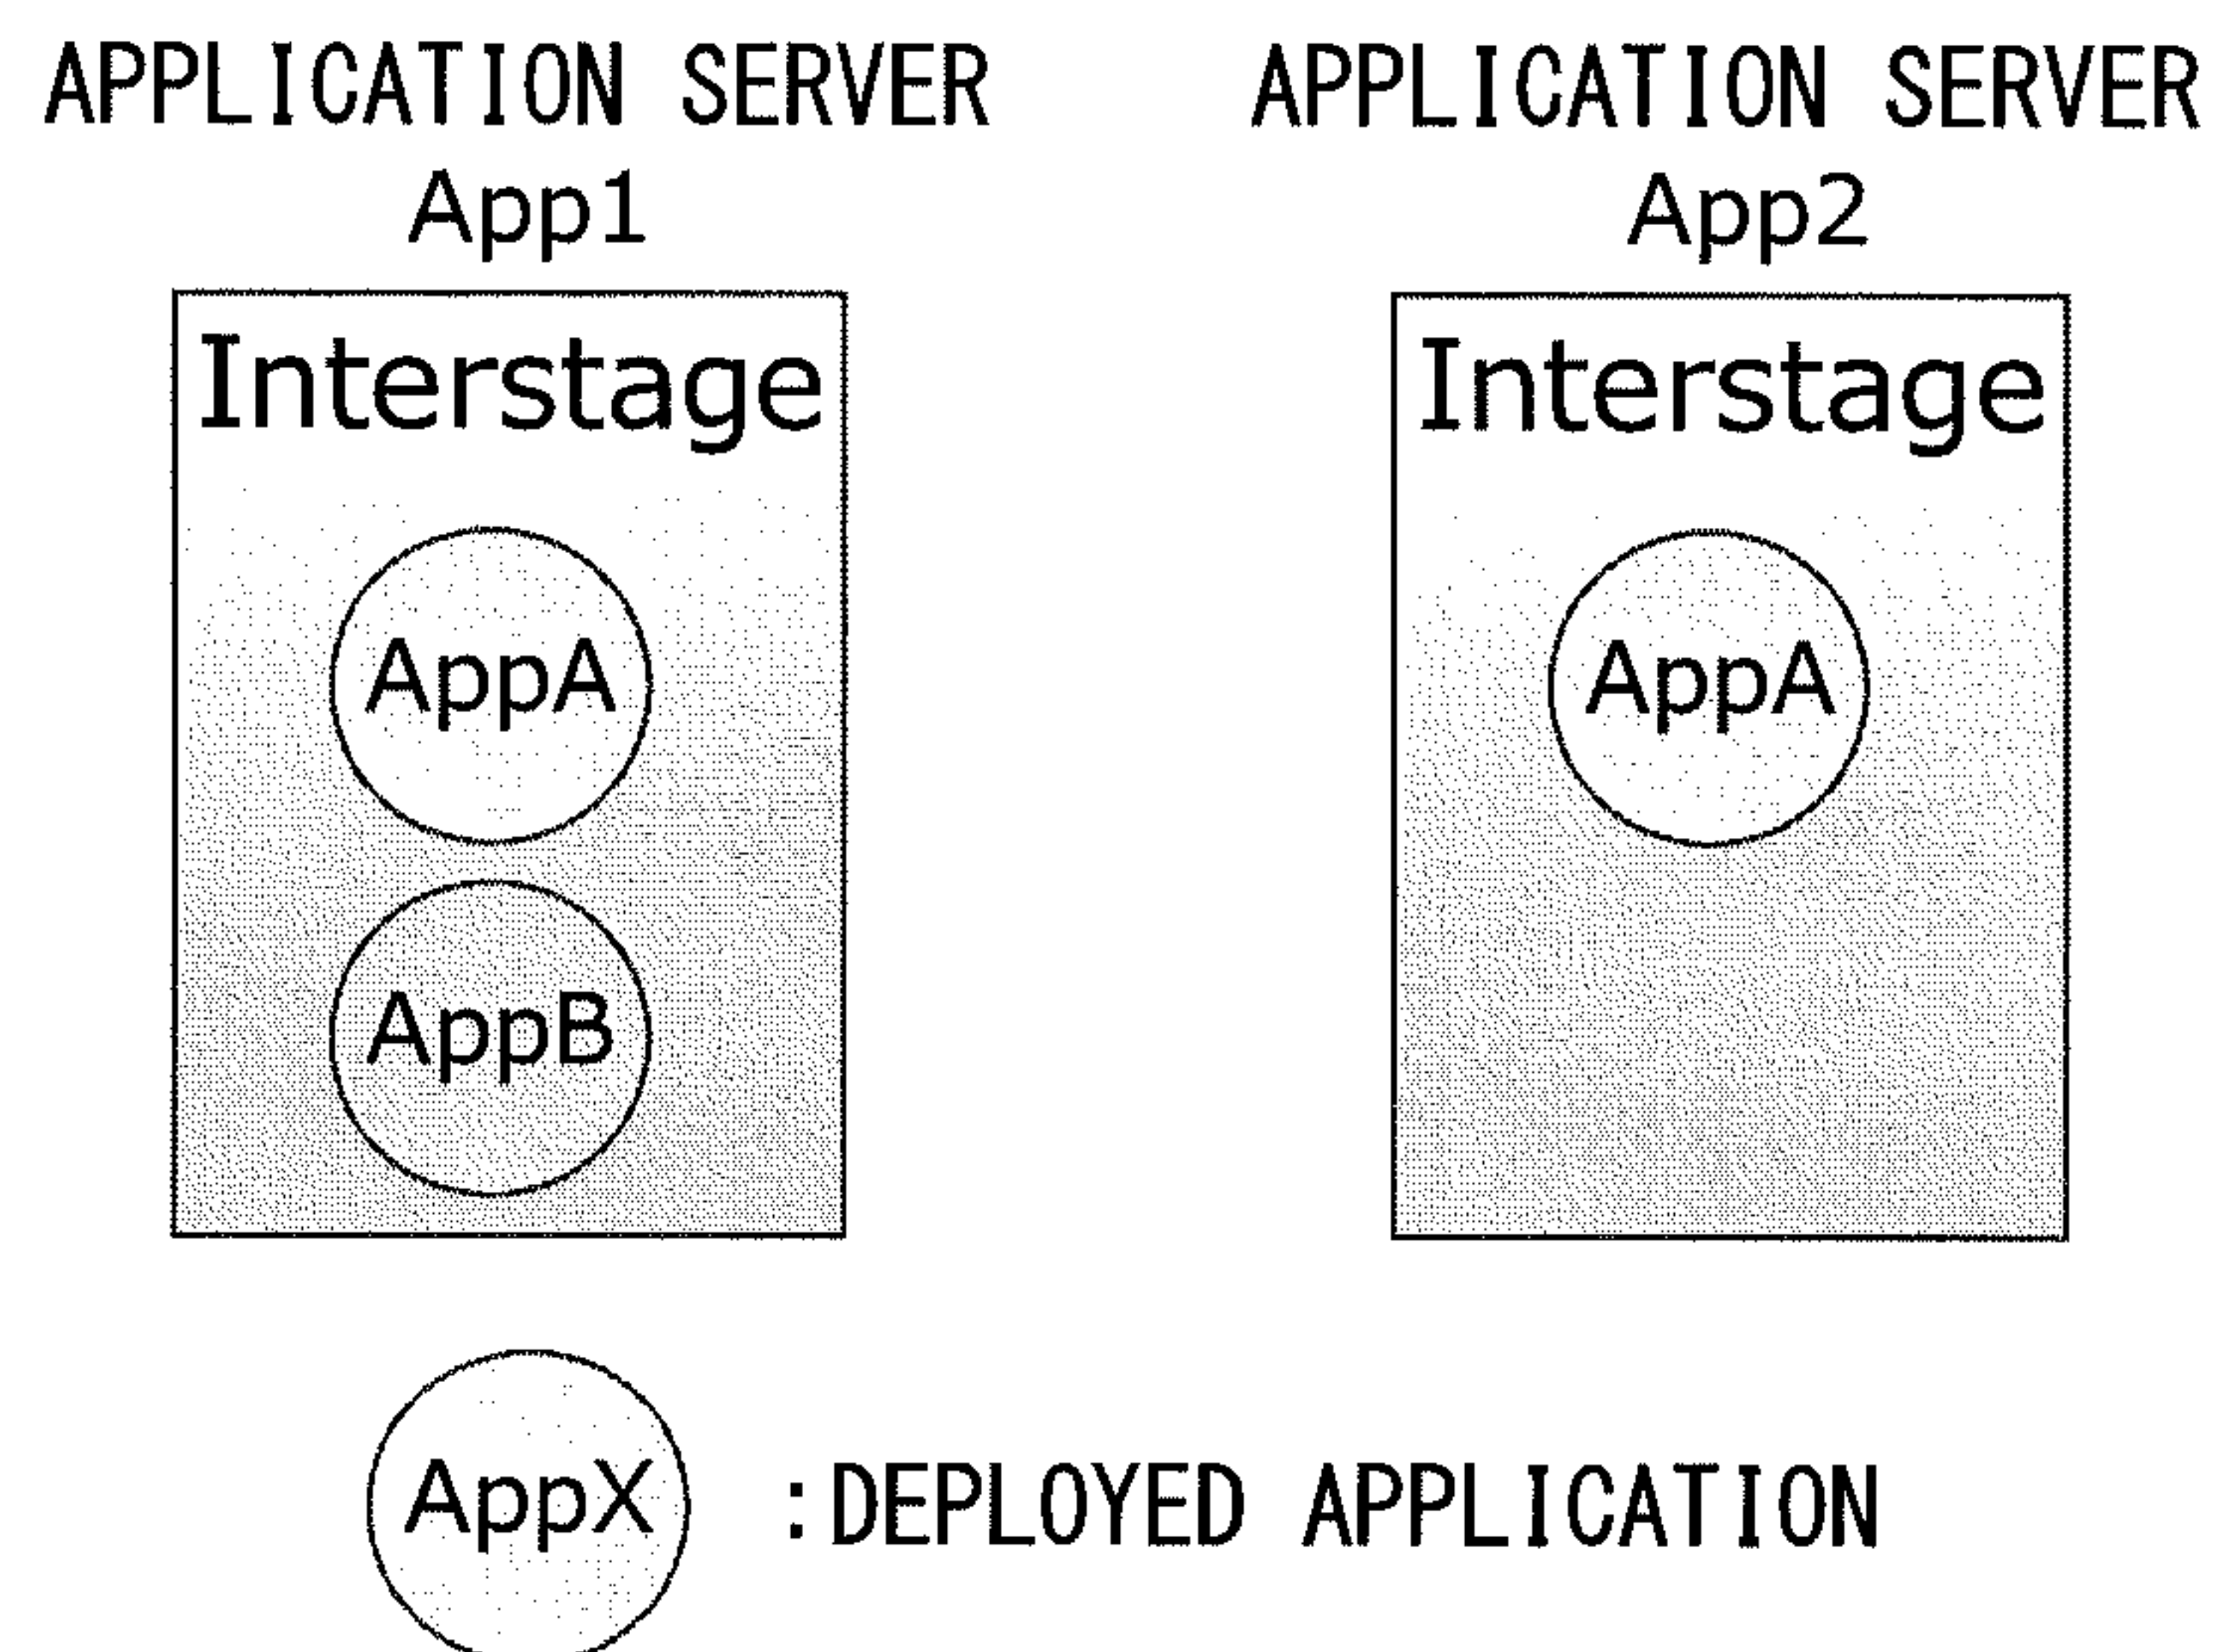 APPLICATION SERVER
App1
Interstage
AppA
AppB
APPLICATION SERVER
App2
Interstage
AppA
AppX :DEPLOYED APPLICATION